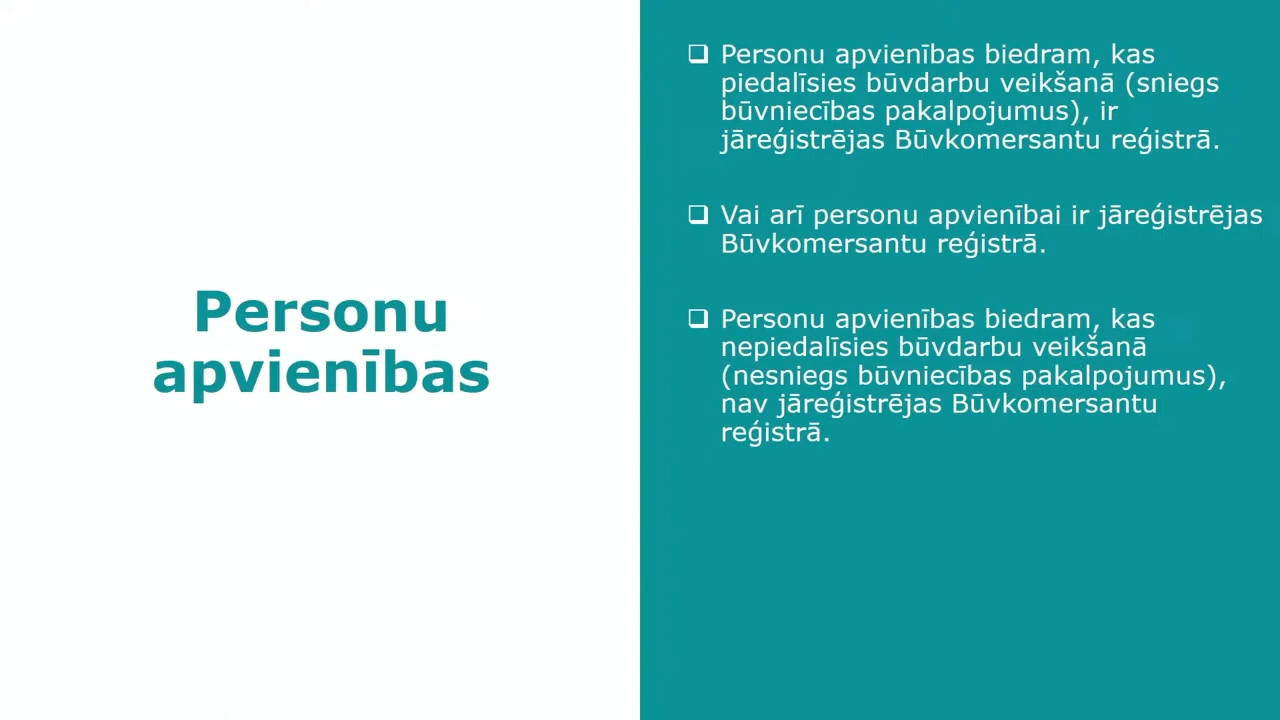 Personu
apvienības
❑ Personu apvienības biedram, kas
piedalīsies būvdarbu veikšanā (sniegs
būvniecības pakalpojumus), ir
jāreģistrējas Būvkomersantu reģistrā.
❑ Vai arī personu apvienībai ir jāreģistrējas
Būvkomersantu reģistrā.
❑ Personu apvienības biedram, kas
nepiedalīsies būvdarbu veikšanā
(nesniegs būvniecības pakalpojumus),
nav jāreģistrējas Būvkomersantu
reģistrā.